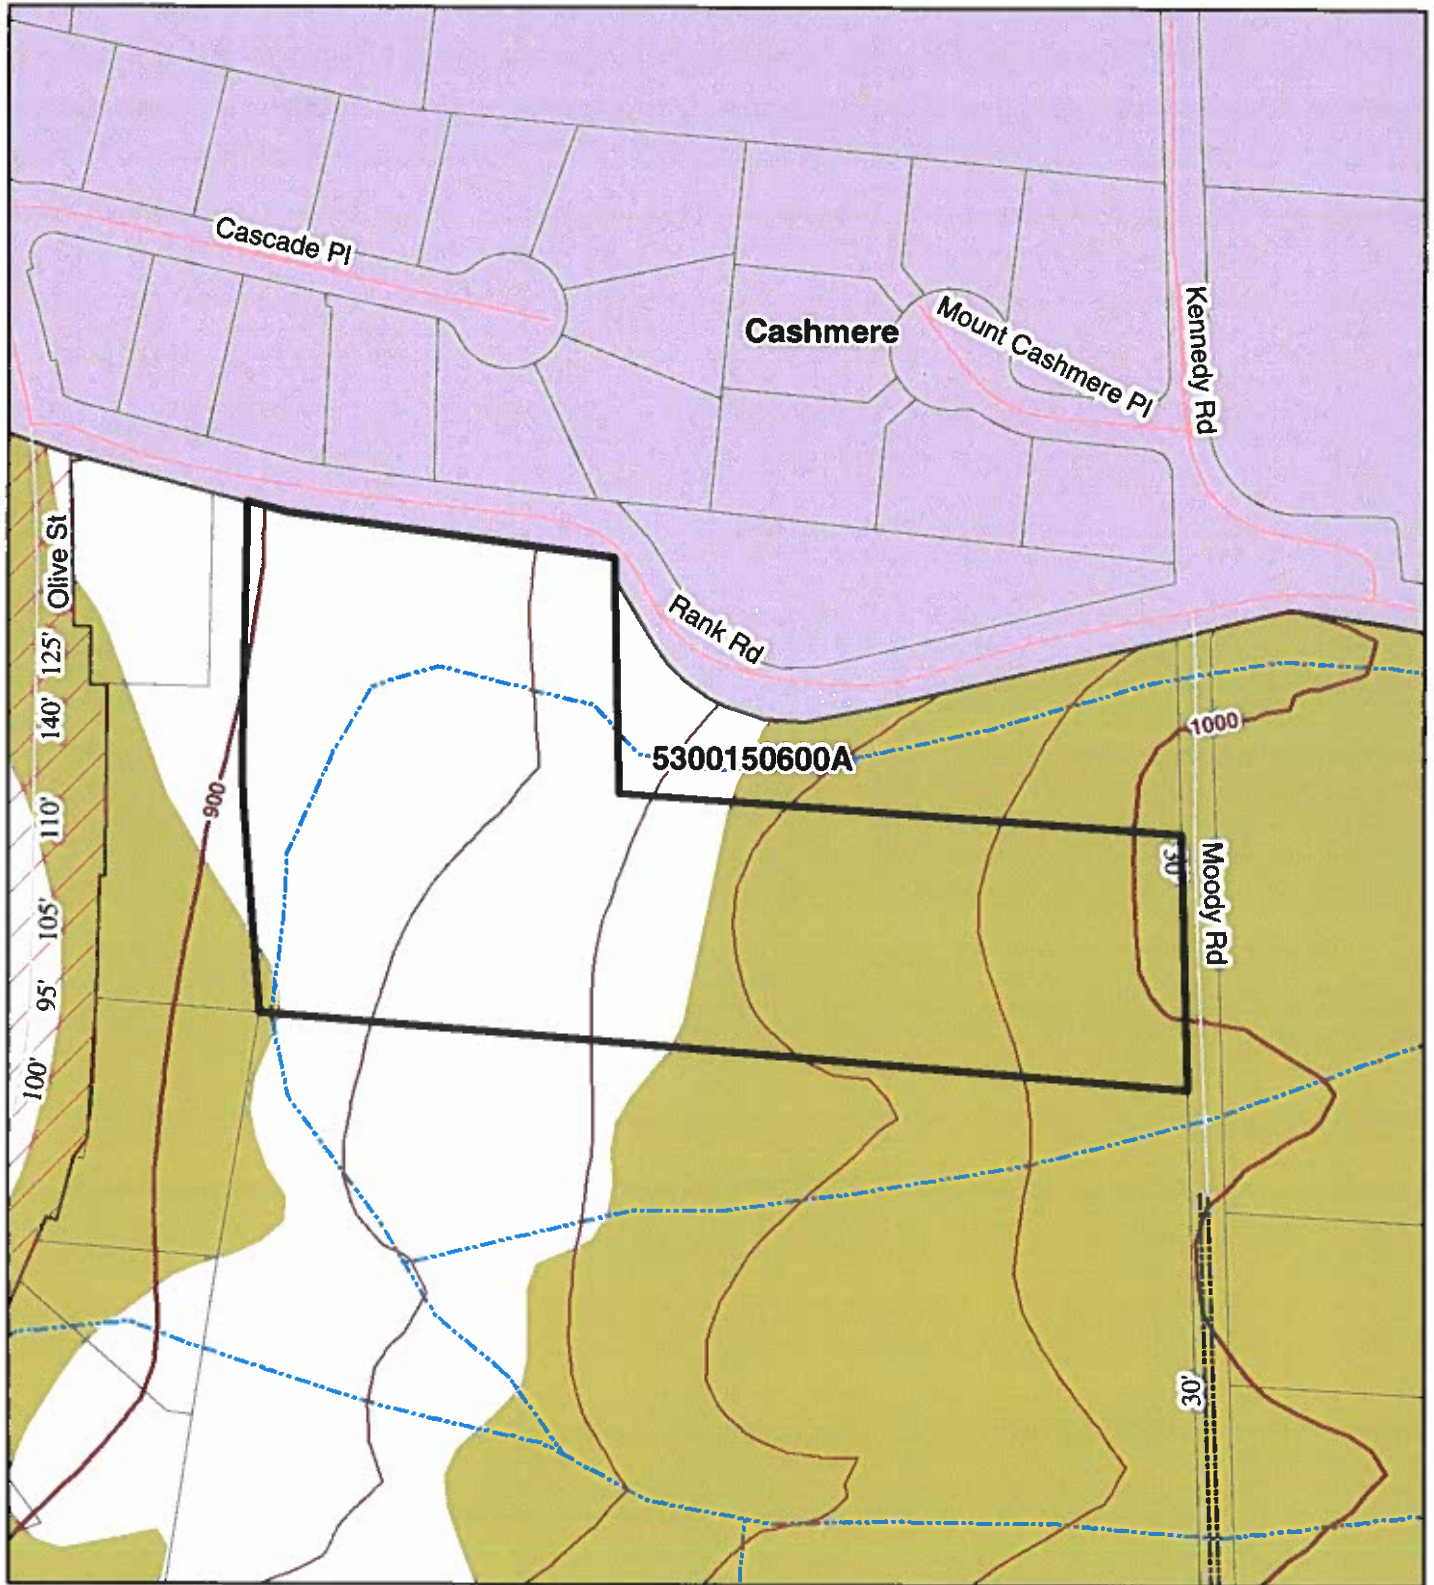 Cascade Pl
Cashmere
Mount Cashmere Pl
Kennedy Rd
Olive St
Rank Rd
125'
140'
1000
5300150600A
900
110'
30'
Moody Rd
105'
95'
100'
30'